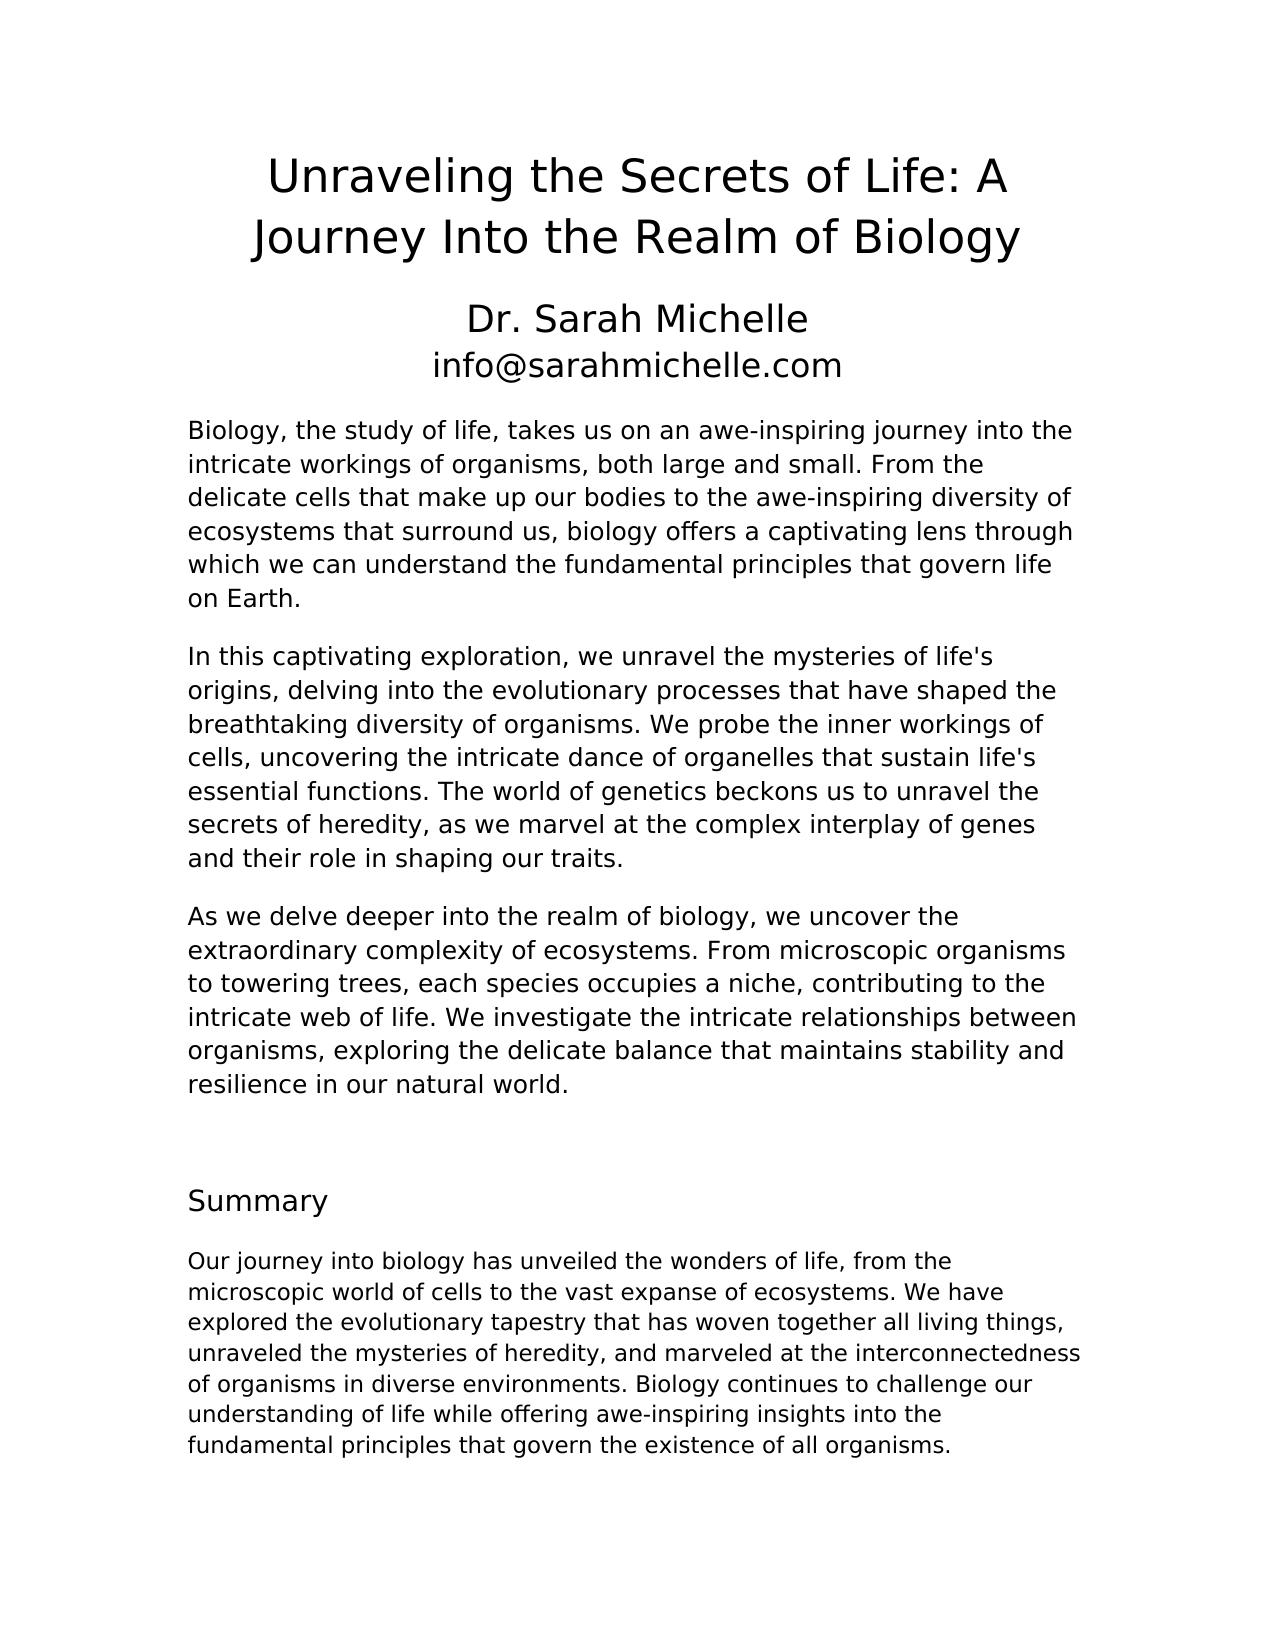 Unraveling the Secrets of Life: A
Journey Into the Realm of Biology
Dr. Sarah Michelle
info@sarahmichelle.com
Biology, the study of life, takes us on an awe-inspiring journey into the
intricate workings of organisms, both large and small. From the
delicate cells that make up our bodies to the awe-inspiring diversity of
ecosystems that surround us, biology offers a captivating lens through
which we can understand the fundamental principles that govern life
on Earth.
In this captivating exploration, we unravel the mysteries of life's
origins, delving into the evolutionary processes that have shaped the
breathtaking diversity of organisms. We probe the inner workings of
cells, uncovering the intricate dance of organelles that sustain life's
essential functions. The world of genetics beckons us to unravel the
secrets of heredity, as we marvel at the complex interplay of genes
and their role in shaping our traits.
As we delve deeper into the realm of biology, we uncover the
extraordinary complexity of ecosystems. From microscopic organisms
to towering trees, each species occupies a niche, contributing to the
intricate web of life. We investigate the intricate relationships between
organisms, exploring the delicate balance that maintains stability and
resilience in our natural world.
Summary
Our journey into biology has unveiled the wonders of life, from the
microscopic world of cells to the vast expanse of ecosystems. We have
explored the evolutionary tapestry that has woven together all living things,
unraveled the mysteries of heredity, and marveled at the interconnectedness
of organisms in diverse environments. Biology continues to challenge our
understanding of life while offering awe-inspiring insights into the
fundamental principles that govern the existence of all organisms.